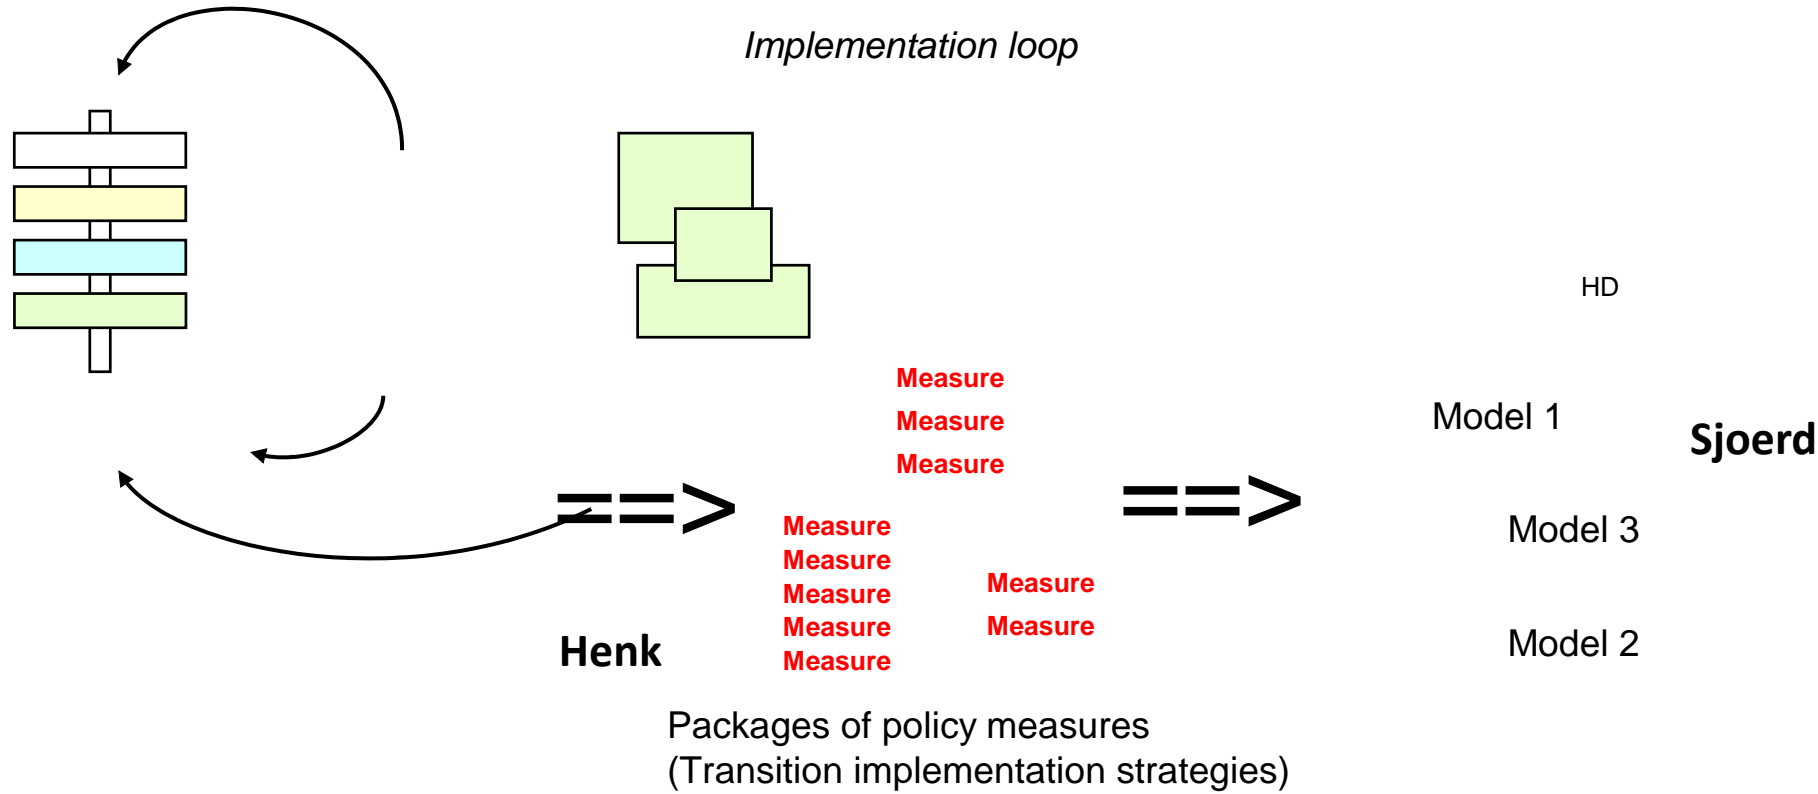 Implementation loop
HD
Measure
Measure
Measure
Model 1
Sjoerd
==>
==>
Measure
Measure
Measure
Measure
Measure
Measure
Measure
Model 3
Henk
Model 2
Packages of policy measures
(Transition implementation strategies)